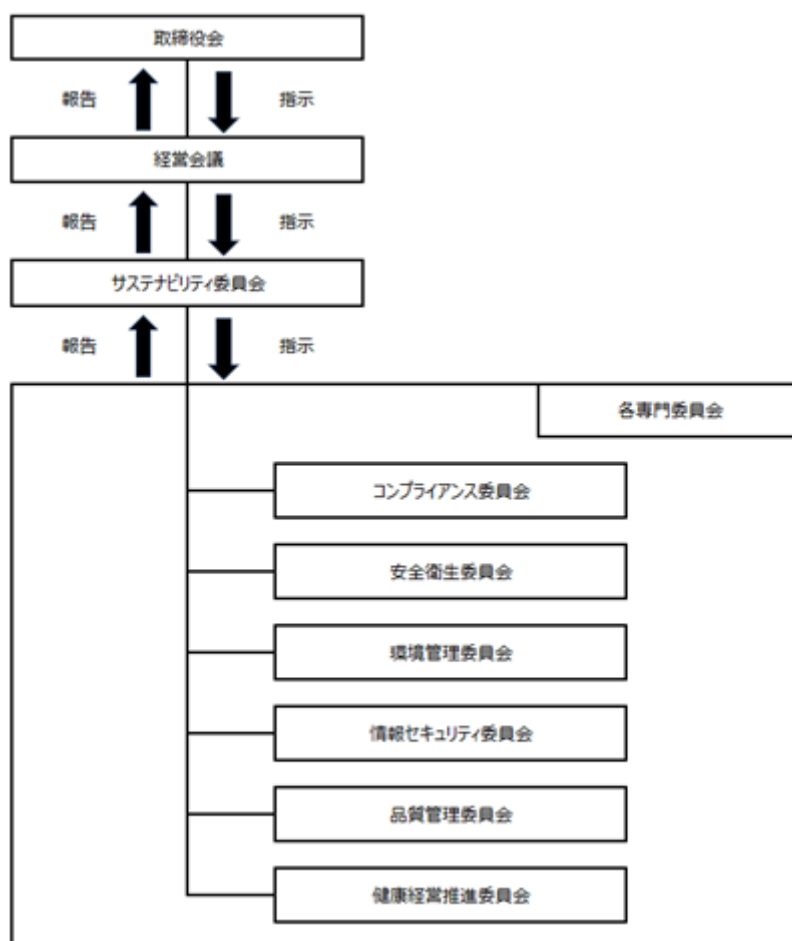 取締役会
報告
指示
経営会議
報告
指示
サステナビリティ委員会
報告
指示
各専門委員会
コンプライアンス委員会
安全衛生委員会
環境管理委員会
情報セキュリティ委員会
品質管理委員会
健康経営推進委員会